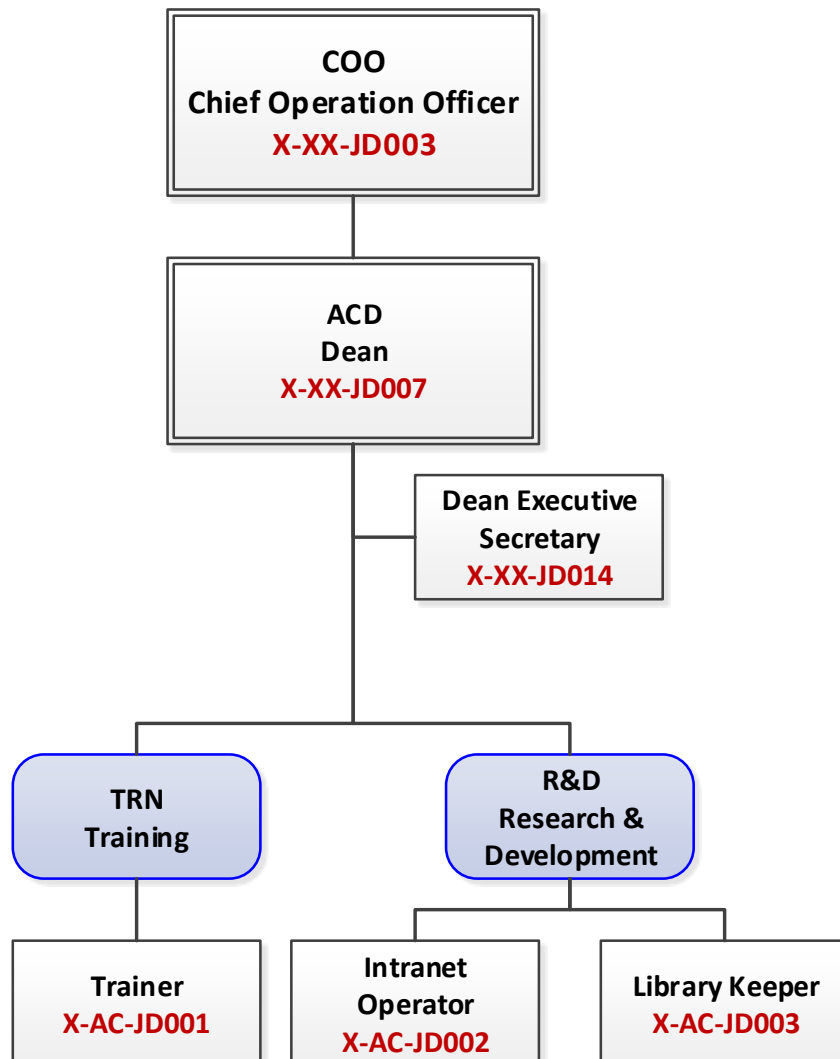 COO
Chief Operation Officer
X-XX-JD003
ACD
Dean
X-XX-JD007
Dean Executive
Secretary
X-XX-JD014
TRN
Training
R&D
Research &
Development
Trainer
X-AC-JD001
Intranet
Operator
X-AC-JD002
Library Keeper
X-AC-JD003